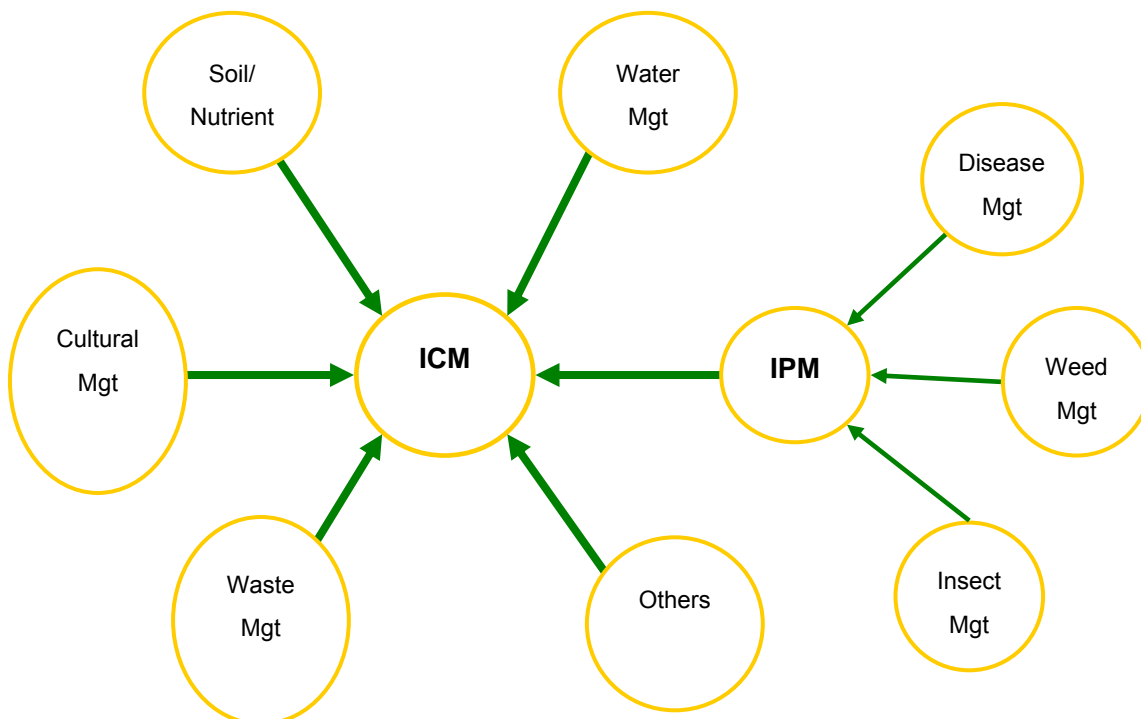 Soil/
Nutrient
Water
Mgt
Disease
Mgt
Cultural
Mgt
ICM
IPM
Weed
Mgt
Waste
Mgt
Others
Insect
Mgt